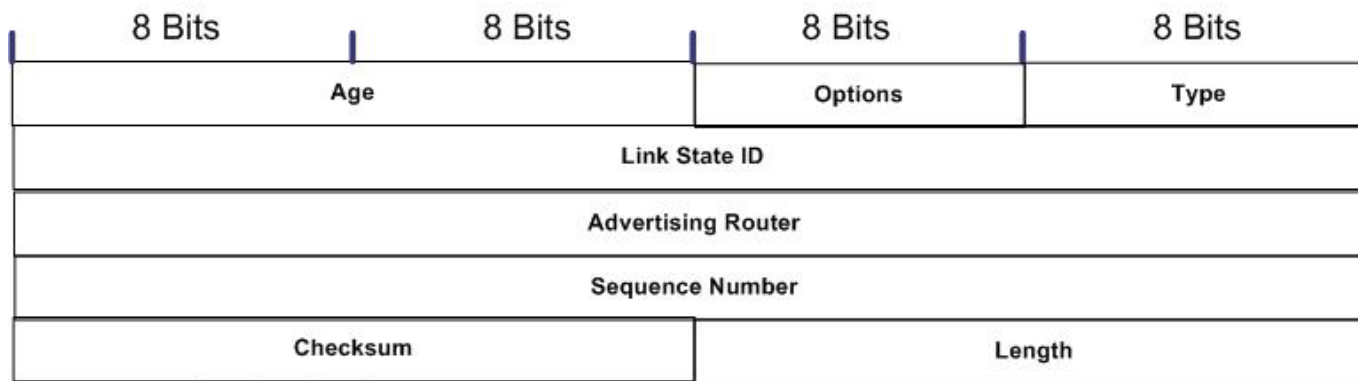 8 Bits 8 Bits 8 Bits 8 Bits
Age Options Type
Link State ID
Advertising Router
Sequence Number
Checksum Length